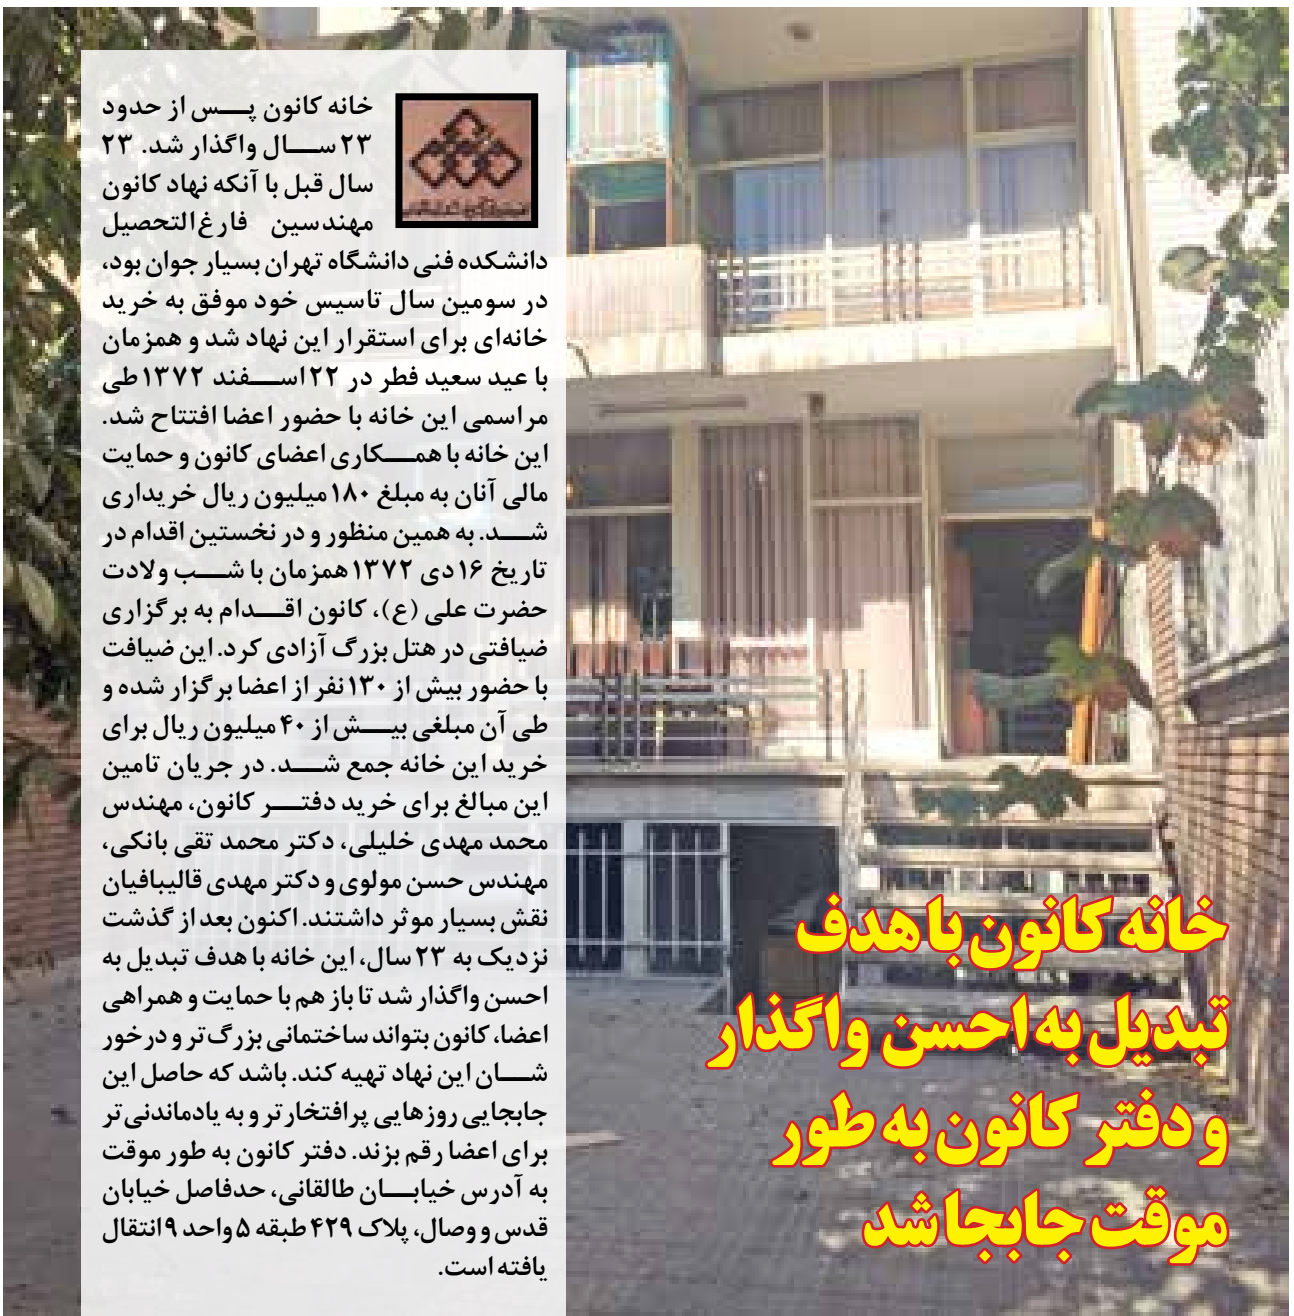 خانه کانون پس از حدود
۲۳ سال واگذار شد. ۲۳
سال قبل با آنکه نهاد کانون
مهندسین فارغ‌التحصیل
دانشکده فنی دانشگاه تهران بسیار جوان بود،
در سومین سال تاسیس خود موفق به خرید
خانه‌ای برای استقرار این نهاد شد و همزمان
با عید سعید فطر در ۲۲ اسفند ۱۳۷۲ طی
مراسمی این خانه با حضور اعضا افتتاح شد.
این خانه با همکاری اعضای کانون و حمایت
مالی آنان به مبلغ ۱۸۰ میلیون ریال خریداری
شد. به همین منظور و در نخستین اقدام در
تاریخ ۱۶ دی ۱۳۷۲ همزمان با شب ولادت
حضرت علی (ع)، کانون اقدام به برگزاری
ضیافتی در هتل بزرگ آزادی کرد. این ضیافت
با حضور بیش از ۱۳۰ نفر از اعضا برگزار شده و
طی آن مبلغی بیش از ۴۰ میلیون ریال برای
خرید این خانه جمع شد. در جریان تامین
این مبالغ برای خرید دفتر کانون، مهندس
محمد مهدی خلیلی، دکتر محمد تقی بانکی،
مهندس حسن مولوی و دکتر مهدی قالیبافیان
نقش بسیار موثر داشتند. اکنون بعد از گذشت
نزدیک به ۲۳ سال، این خانه با هدف تبدیل به
احسن واگذار شد تا باز هم با حمایت و همراهی
اعضا، کانون بتواند ساختمانی بزرگ‌تر و درخور
شان این نهاد تهیه کند. باشد که حاصل این
جابجایی روزهایی پرافتخارتر و به یادماندنی‌تر
برای اعضا رقم بزند. دفتر کانون به طور موقت
به آدرس خیابان طالقانی، حدفاصل خیابان
قدس و وصال، پلاک ۴۲۹ طبقه ۵ واحد ۹ انتقال
یافته است.
خانه کانون با هدف
تبدیل به احسن واگذار
و دفتر کانون به طور
موقت جابجا شد